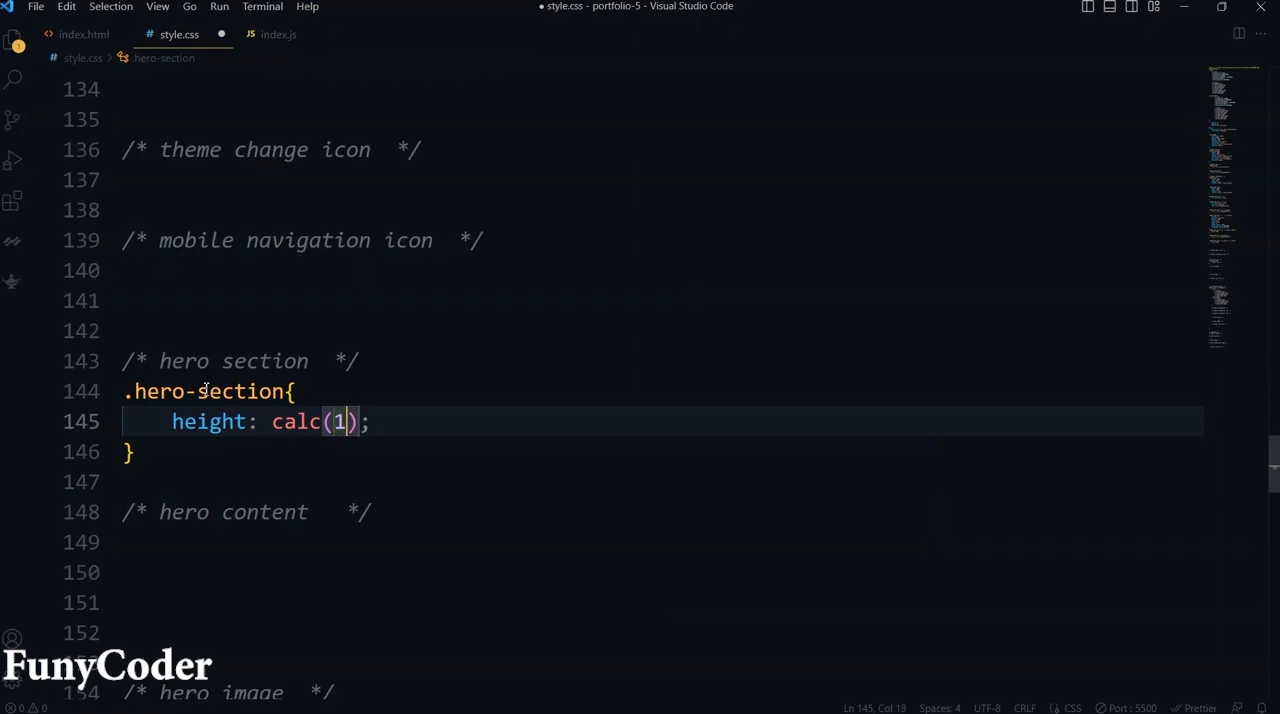 File Edit Selection View Go Run Terminal Help
● style.css - portfolio-5 - Visual Studio Code
<> index.html
# style.css ●
JS index.js
# style.css > .hero-section
1
134
135
136 /* theme change icon */
137
138
139 /* mobile navigation icon */
140
141
142
143 /* hero section */
144 .hero-section{
145 height: calc(1);
146 }
147
148 /* hero content */
149
150
151
152
154 /* hero image */
FunyCoder
0 0 Ln 145, Col 19 Spaces: 4 UTF-8 CRLF {} CSS Port : 5500 Prettier